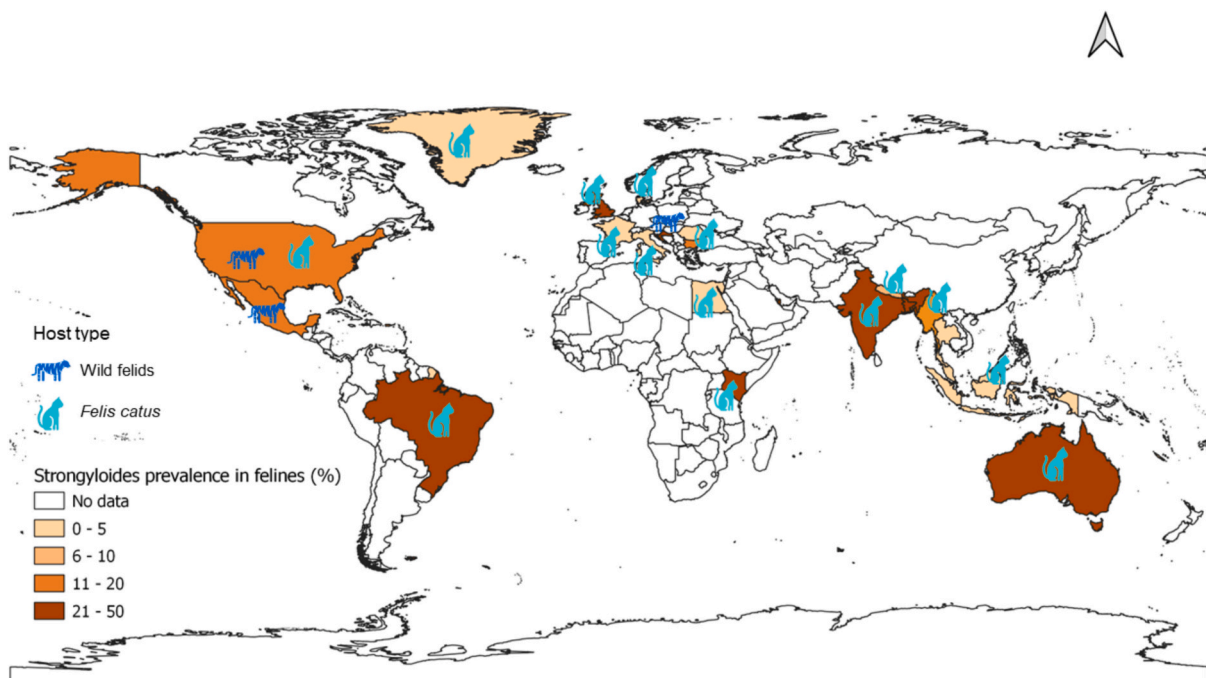 Host type
Wild felids
Felis catus
Strongyloides prevalence in felines (%)
No data
0 - 5
6 - 10
11 - 20
21 - 50